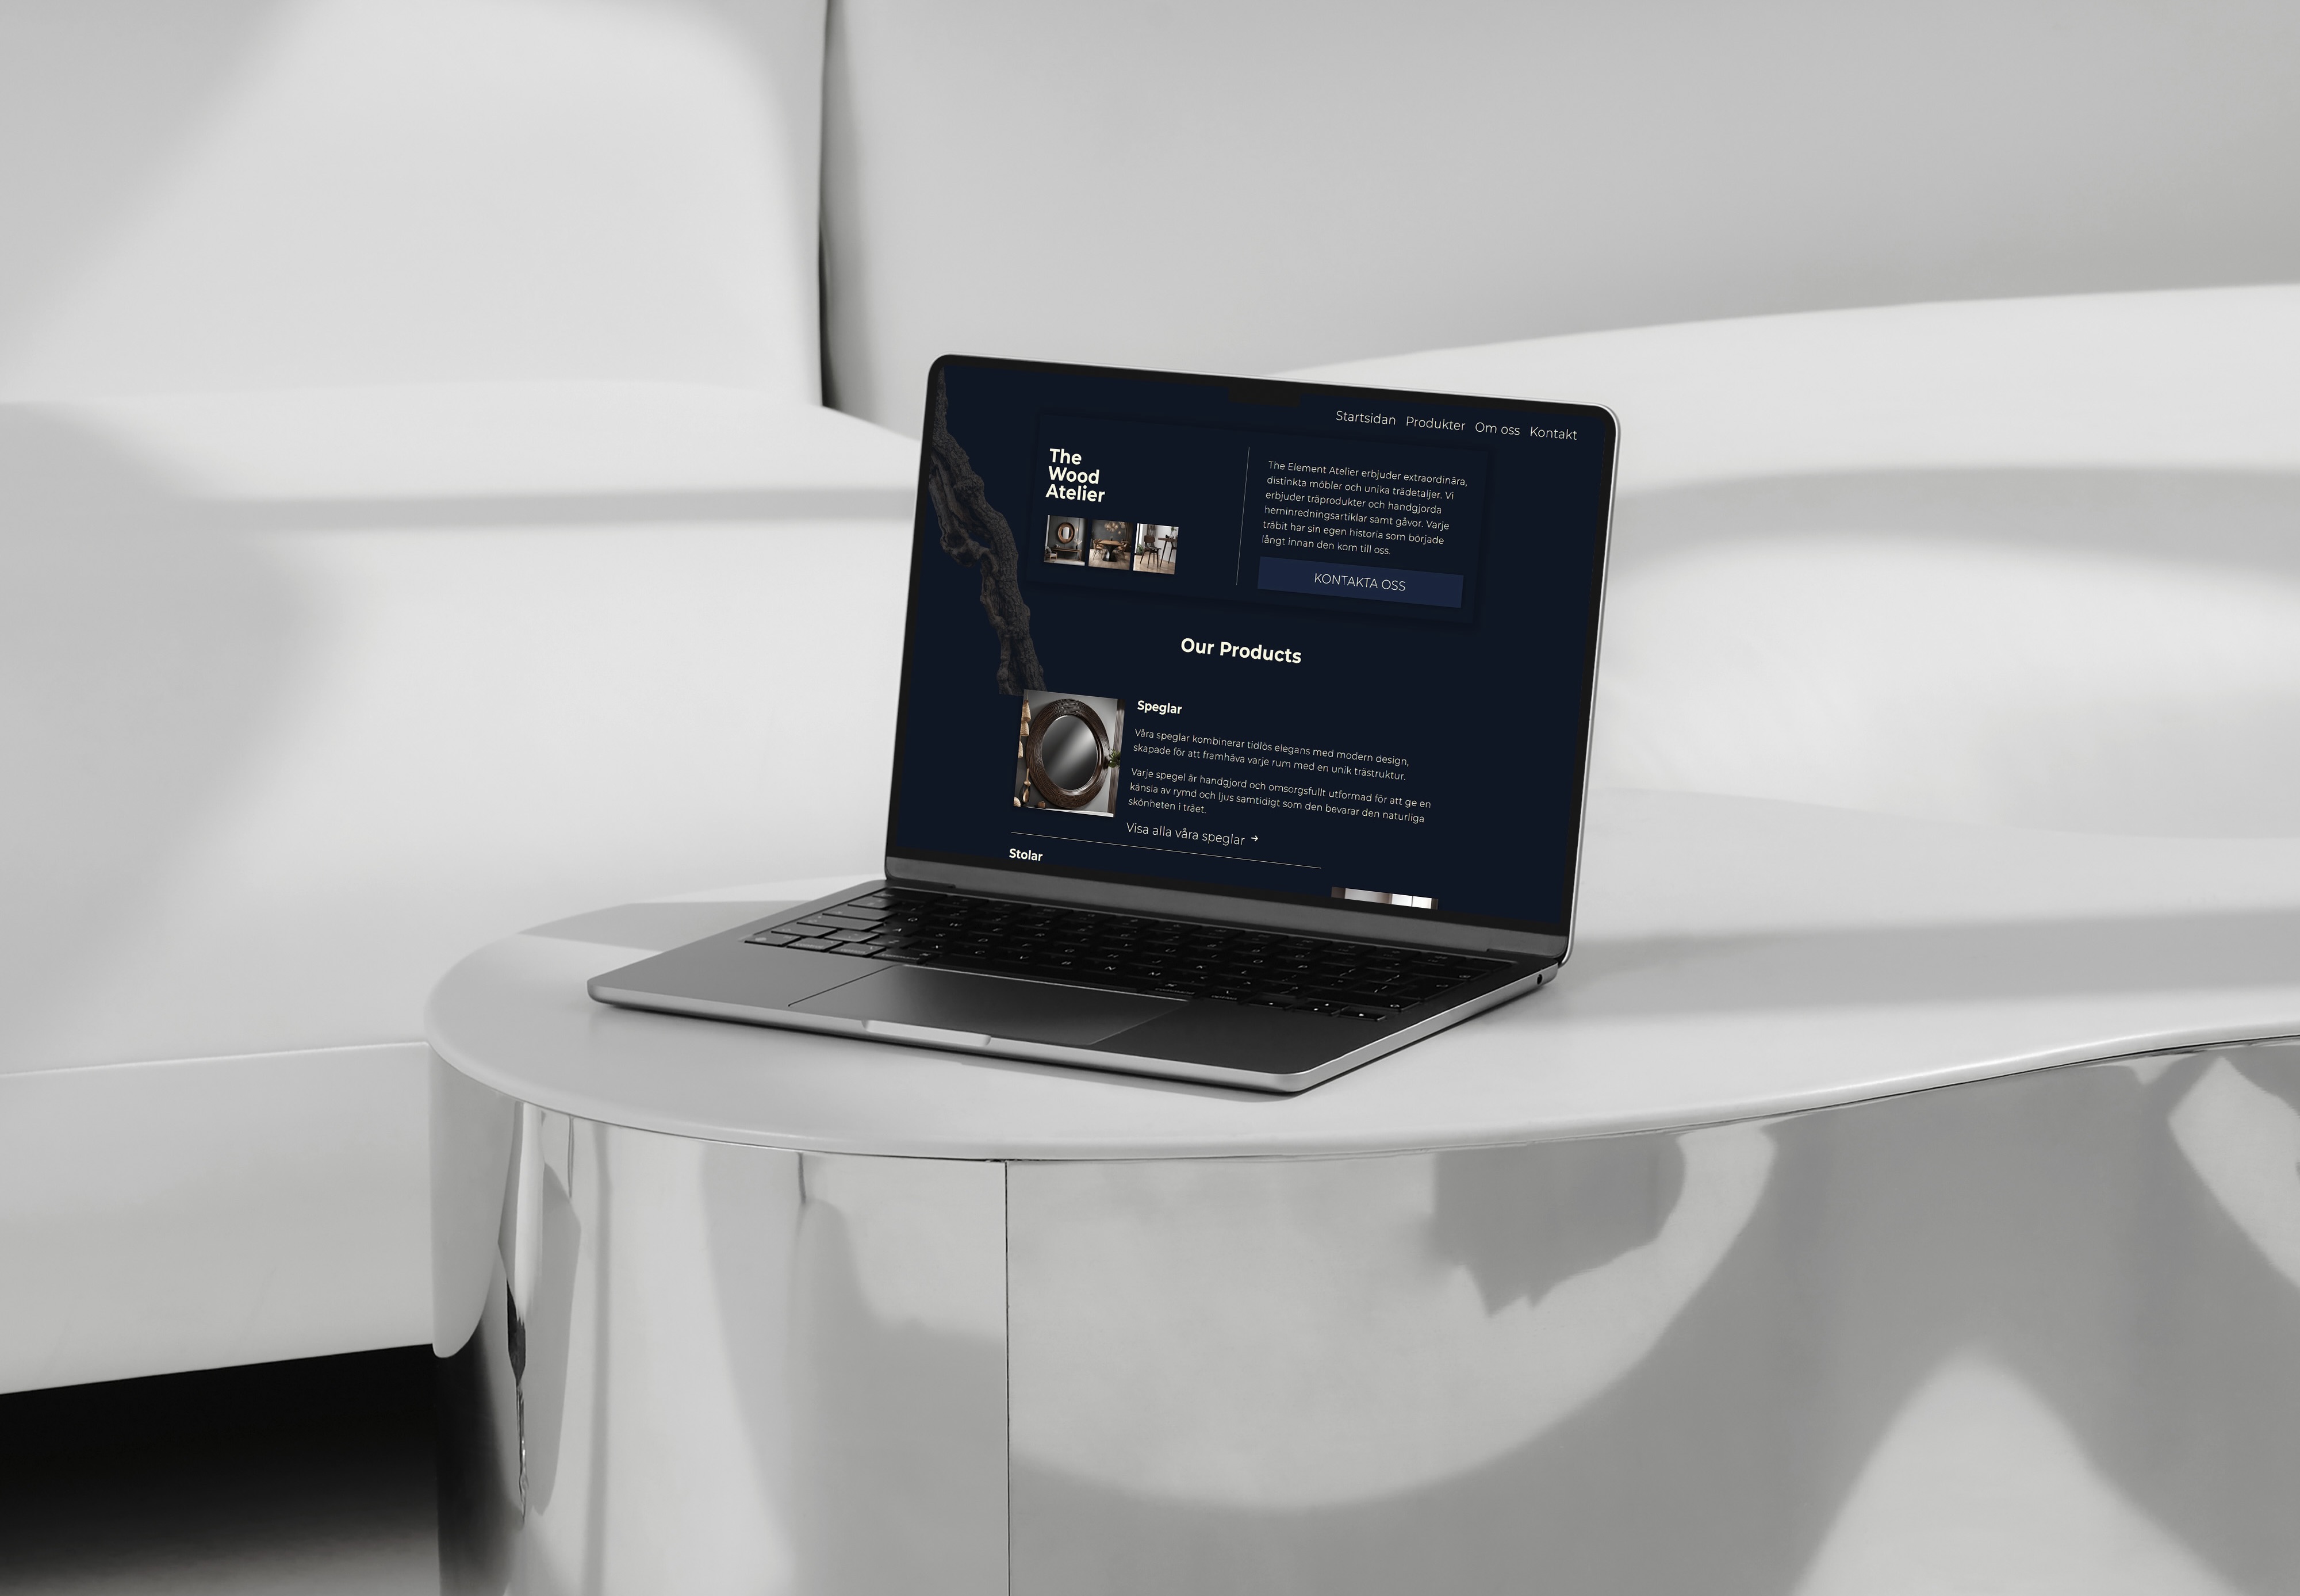 Startsidan Produkter Om oss Kontakt
The
Wood
Atelier
The Element Atelier erbjuder extraordinära,
distinkta möbler och unika trädetaljer. Vi
erbjuder träprodukter och handgjorda
heminredningsartiklar samt gåvor. Varje
träbit har sin egen historia som började
långt innan den kom till oss.
KONTAKTA OSS
Our Products
Speglar
Våra speglar kombinerar tidlös elegans med modern design,
skapade för att framhäva varje rum med en unik trästruktur.
Varje spegel är handgjord och omsorgsfullt utformad för att ge en
känsla av rymd och ljus samtidigt som den bevarar den naturliga
skönheten i träet.
Visa alla våra speglar →
Stolar